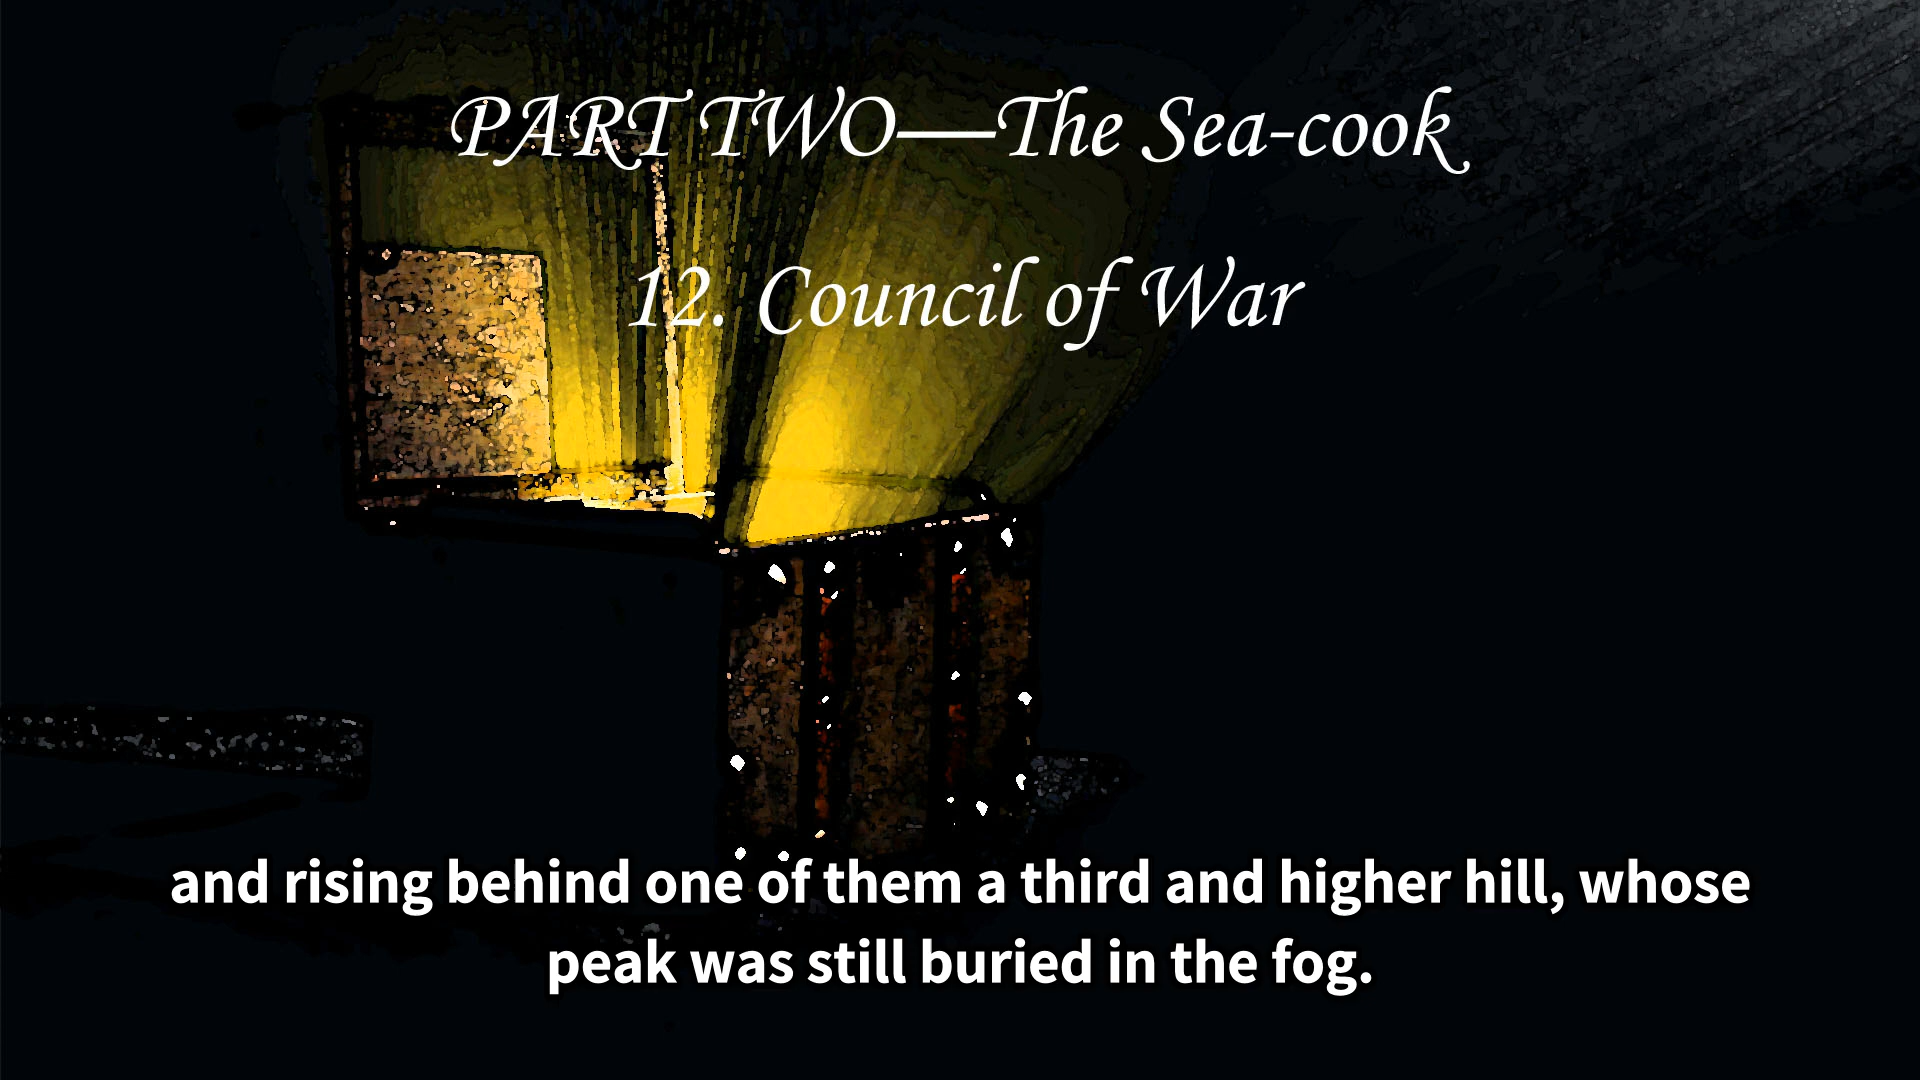 PART TWO—The Sea-cook
12. Council of War
and rising behind one of them a third and higher hill, whose
peak was still buried in the fog.